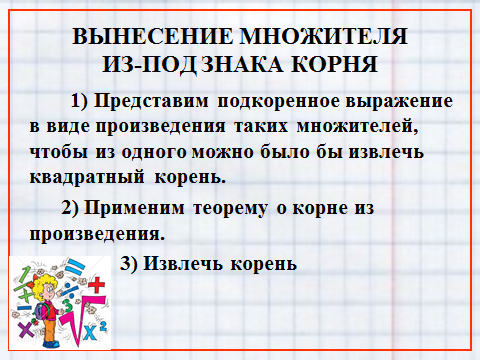 ВЫНЕСЕНИЕ МНОЖИТЕЛЯ
ИЗ-ПОД ЗНАКА КОРНЯ
1) Представим подкоренное выражение
в виде произведения таких множителей,
чтобы из одного можно было бы извлечь
квадратный корень.
2) Применим теорему о корне из
произведения.
3) Извлечь корень